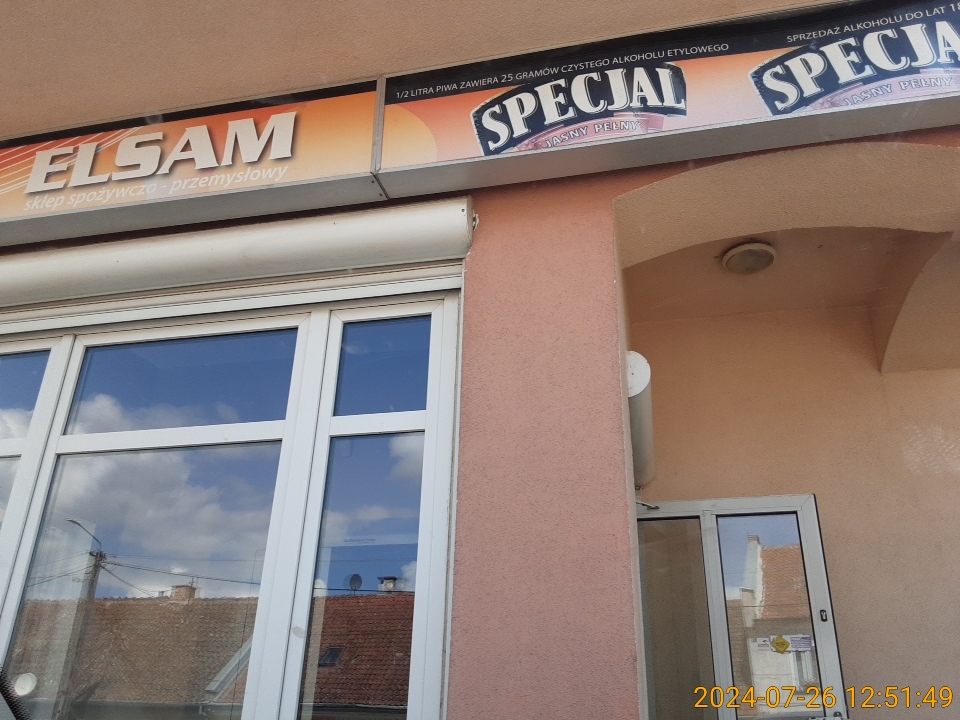 ELSAM
sklep spożywczo - przemysłowy
1/2 LITRA PIWA ZAWIERA 25 GRAMÓW CZYSTEGO ALKOHOLU ETYLOWEGO
SPECJAL
JASNY PEŁNY
SPRZEDAŻ ALKOHOLU DO LAT 18
SPECJA
JASNY PEŁNY
2024-07-26 12:51:49